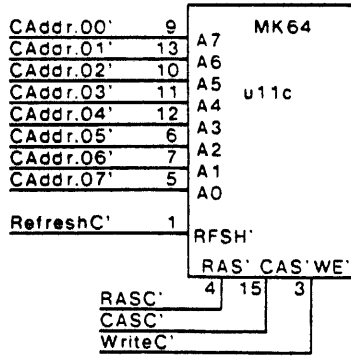 CAddr.00' 9 MK64
CAddr.01' 13 A7
CAddr.02' 10 A6
CAddr.03' 11 A5 u11c
CAddr.04' 12 A4
CAddr.05' 6 A3
CAddr.06' 7 A2
CAddr.07' 5 A1
A0
RefreshC' 1
RFSH'
RAS' CAS' WE'
4 15 3
RASC'
CASC'
WriteC'